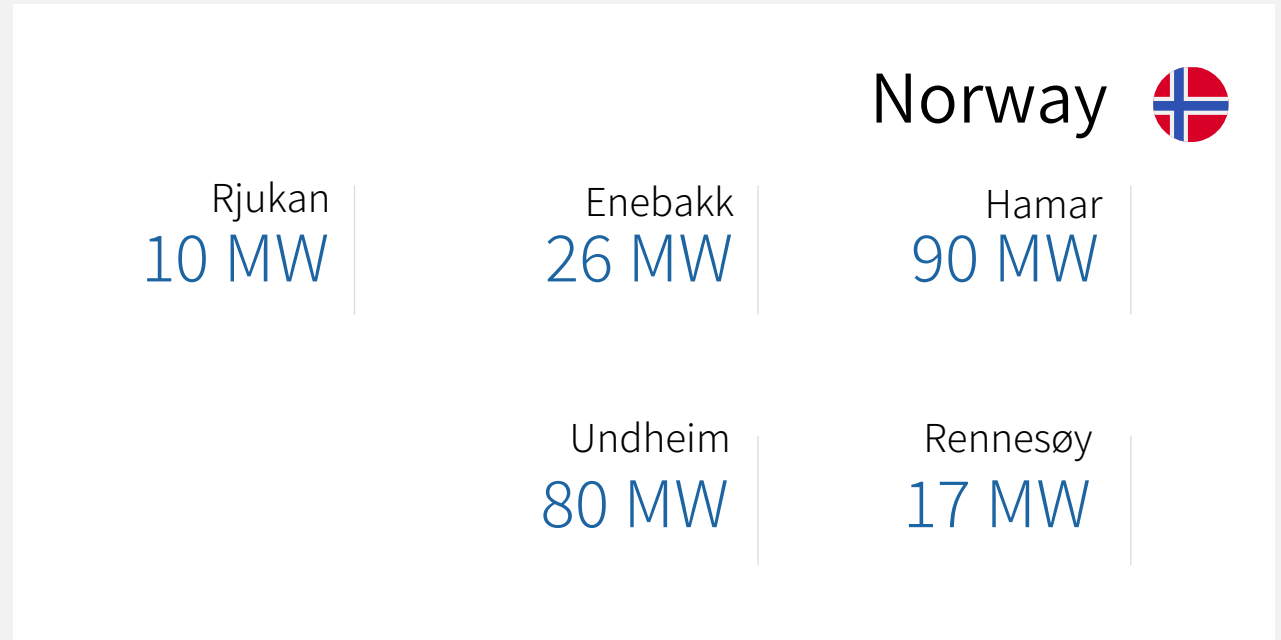 Norway
Rjukan
10 MW
Enebakk
26 MW
Hamar
90 MW
Undheim
80 MW
Rennesøy
17 MW